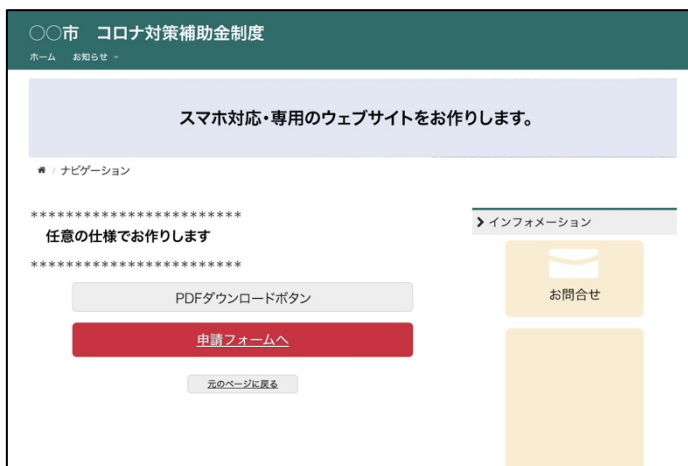 〇〇市　コロナ対策補助金制度
ホーム　お知らせ
スマホ対応・専用のウェブサイトをお作りします。
/ ナビゲーション
************************
任意の仕様でお作りします
************************
PDFダウンロードボタン
申請フォームへ
元のページに戻る
インフォメーション
お問合せ